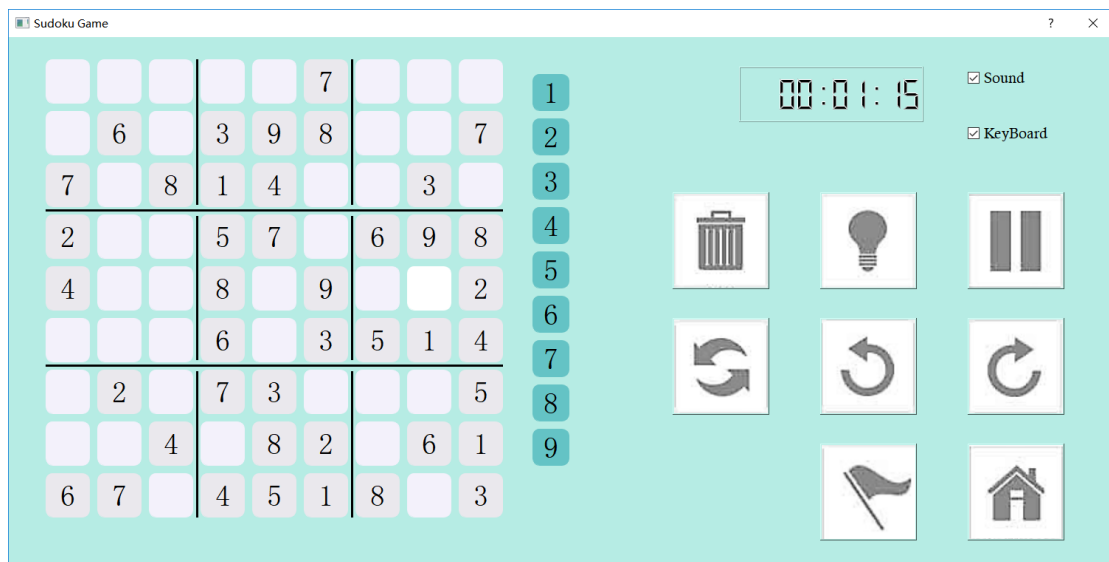 Sudoku Game ?
7
6 3 9 8 7
7 8 1 4 3
2 5 7 6 9 8
4 8 9 2
6 3 5 1 4
2 7 3 5
4 8 2 6 1
6 7 4 5 1 8 3
1
2
3
4
5
6
7
8
9
00:01:15
Sound
KeyBoard